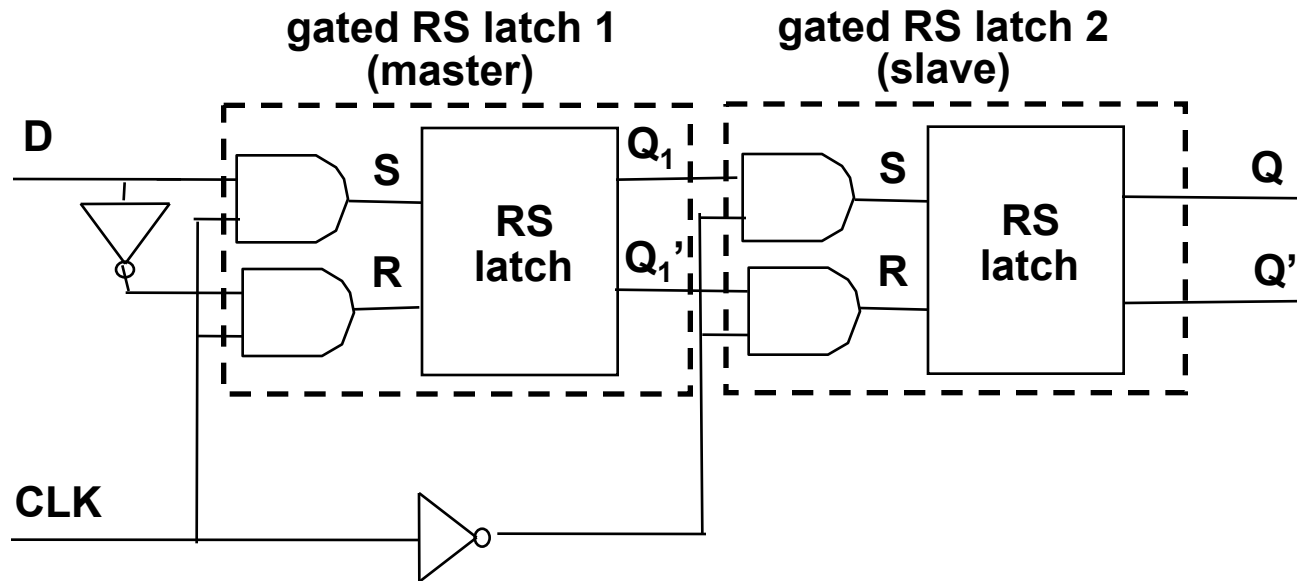 gated RS latch 1
(master)
gated RS latch 2
(slave)
D
S
R
RS
latch
Q₁
Q₁’
S
R
RS
latch
Q
Q’
CLK